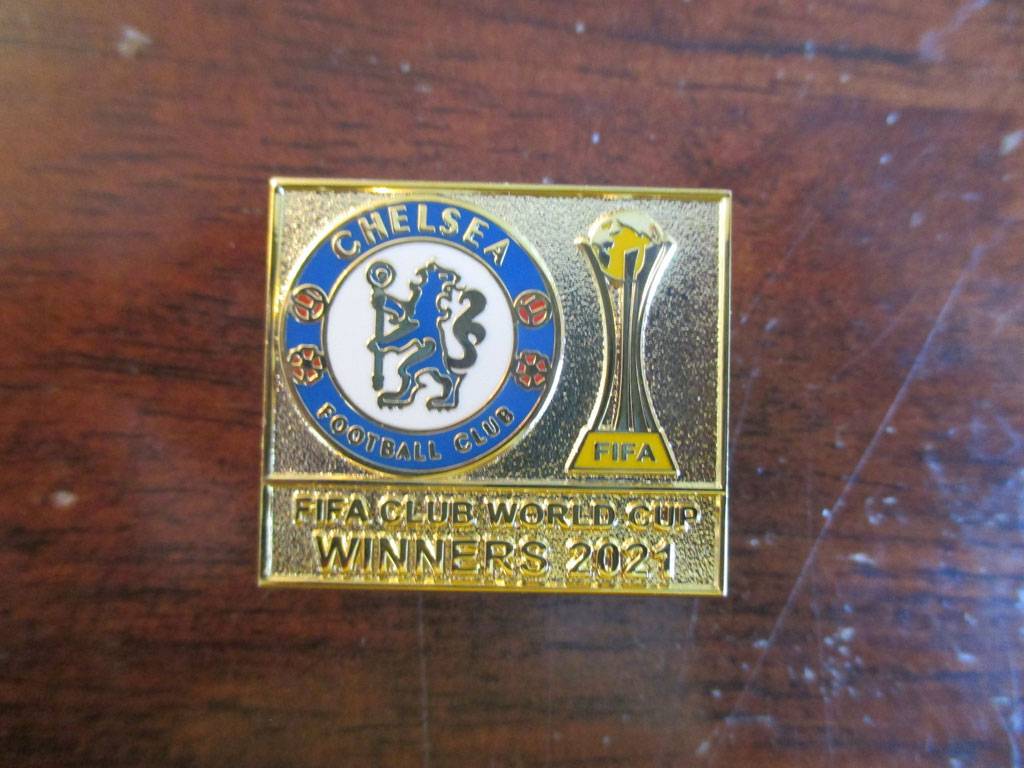 CHELSEA
FOOTBALL CLUB
FIFA
FIFA CLUB WORLD CUP
WINNERS 2021